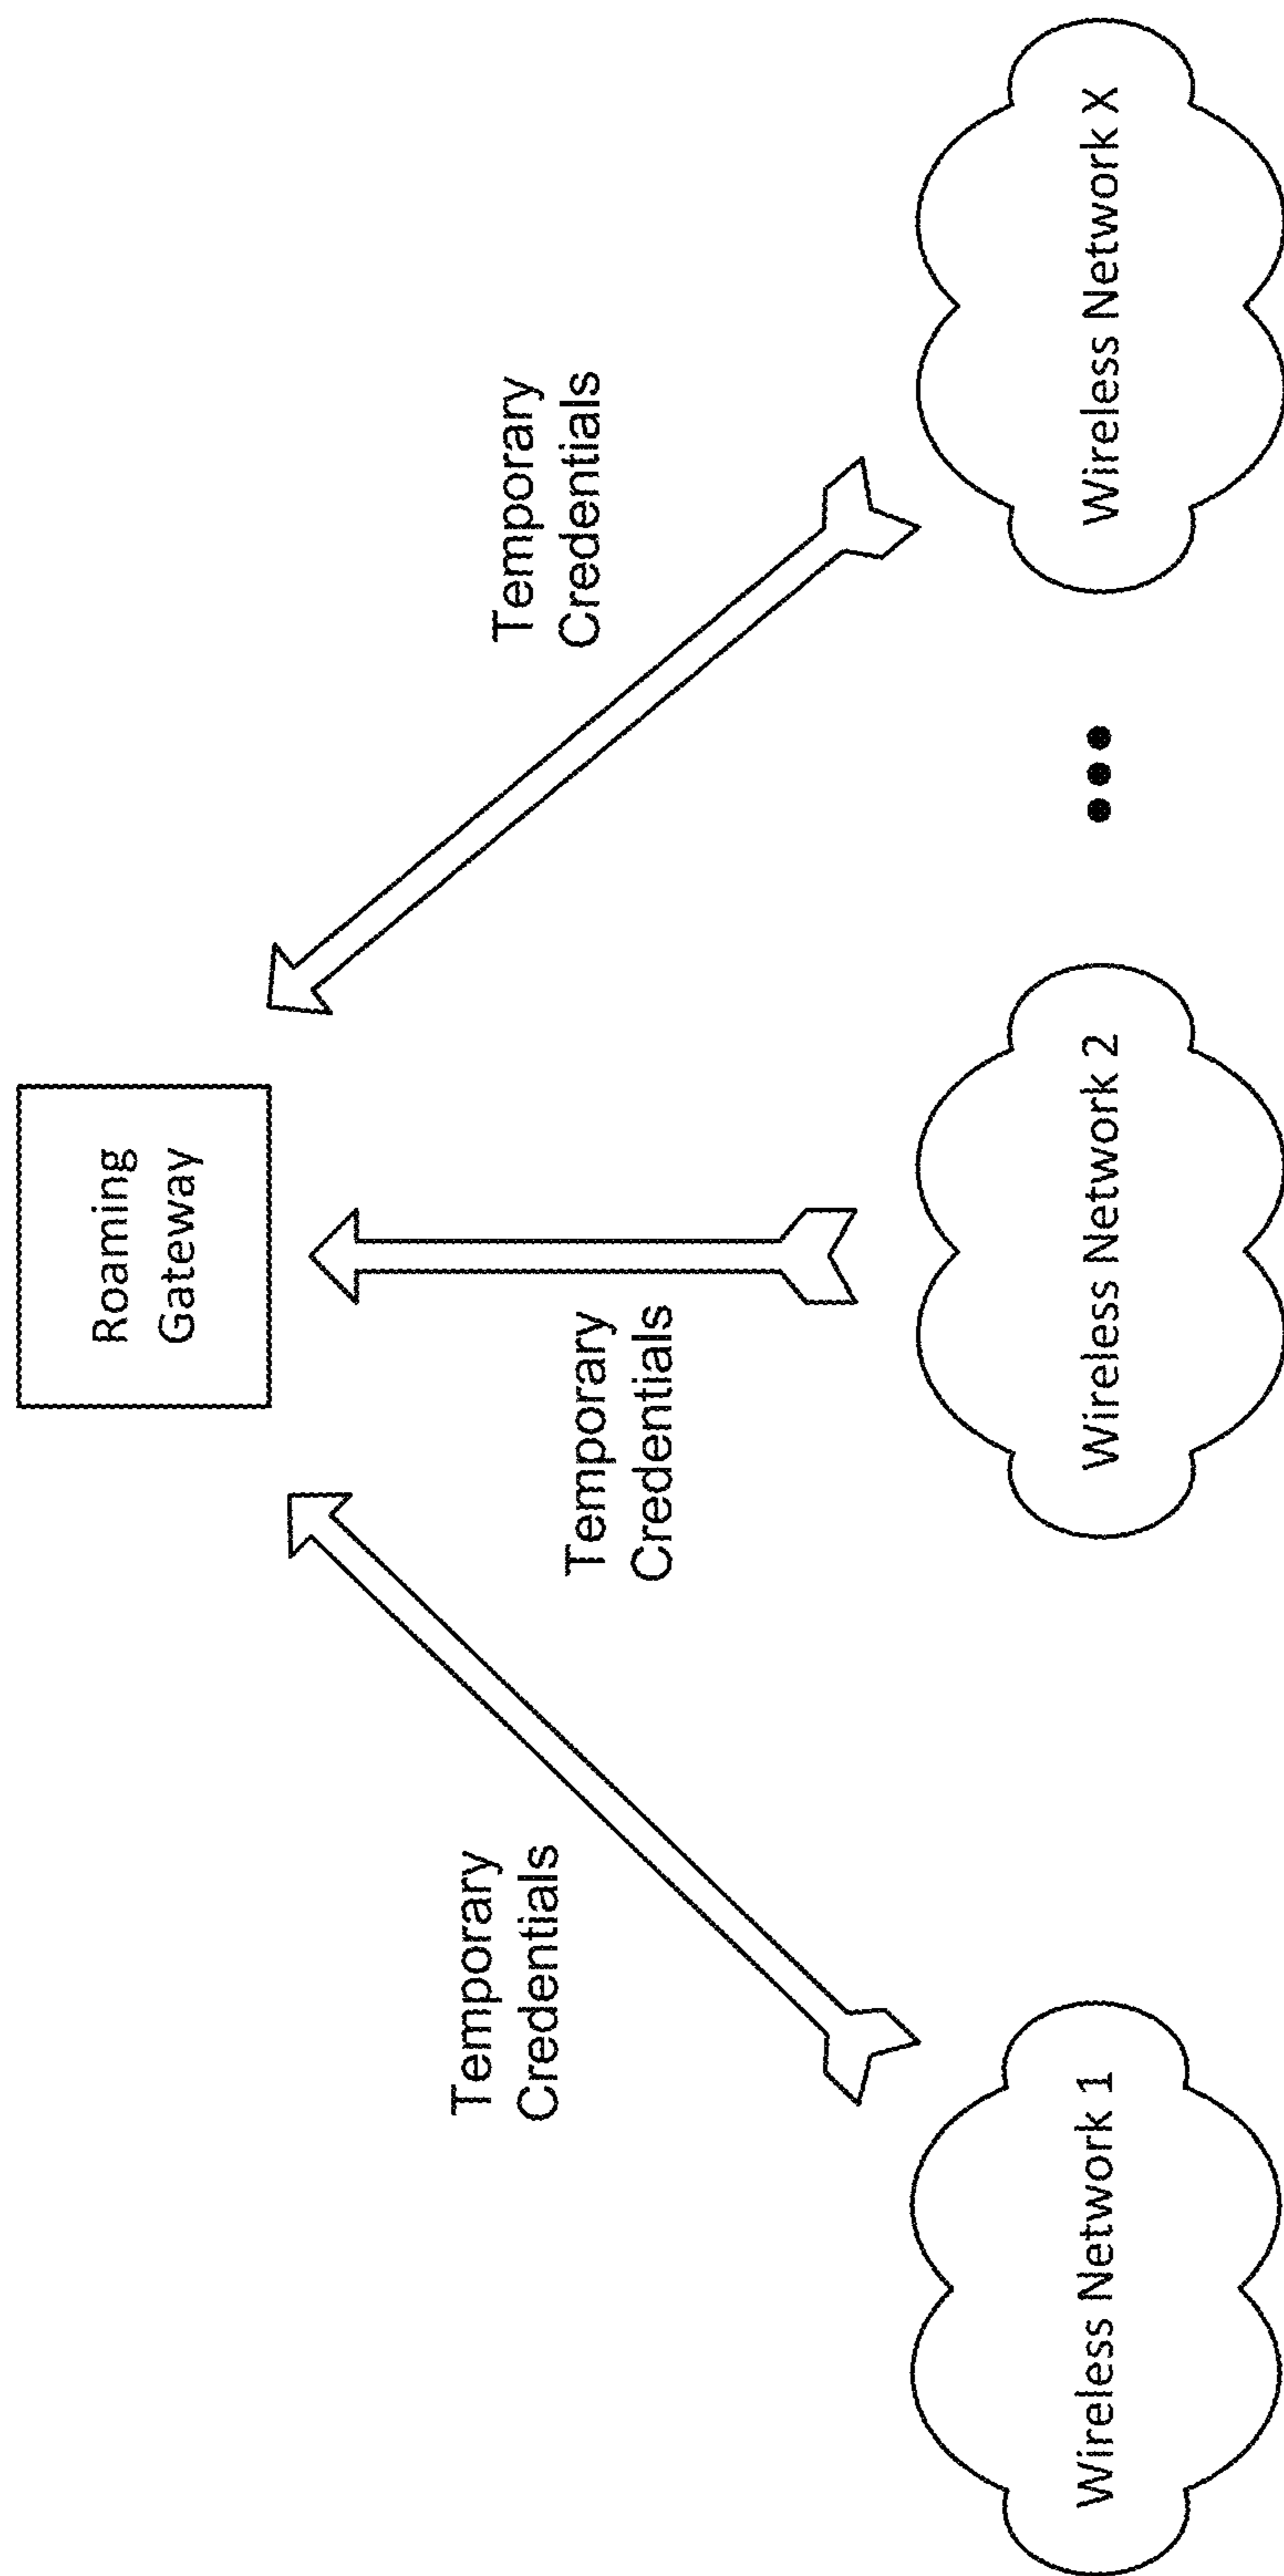 Roaming
Gateway
Temporary
Credentials
Temporary
Credentials
Temporary
Credentials
Wireless Network 1
Wireless Network 2
Wireless Network X